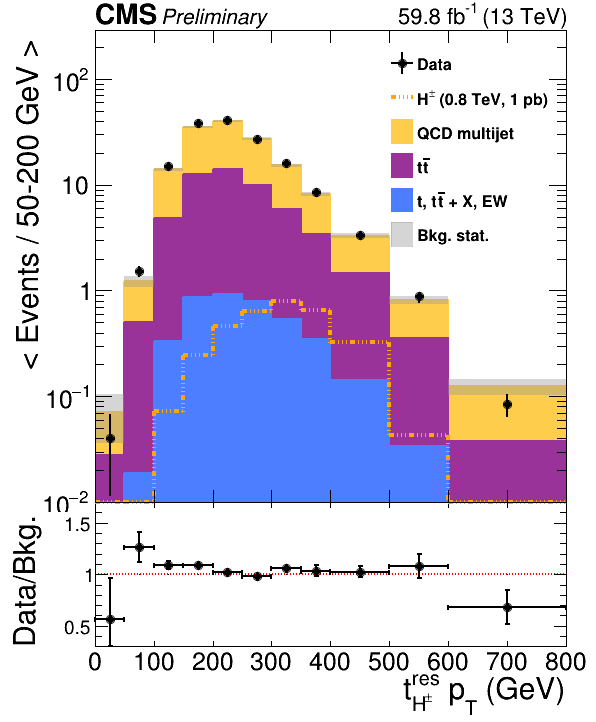 CMS Preliminary 59.8 fb⁻¹ (13 TeV)
< Events / 50-200 GeV >
10²
10
1
10⁻¹
10⁻²
Data
H± (0.8 TeV, 1 pb)
QCD multijet
tt̅
t, tt̅ + X, EW
Bkg. stat.
Data/Bkg.
1.5
1
0.5
0 100 200 300 400 500 600 700 800
t_{H±}^{res} p_T (GeV)